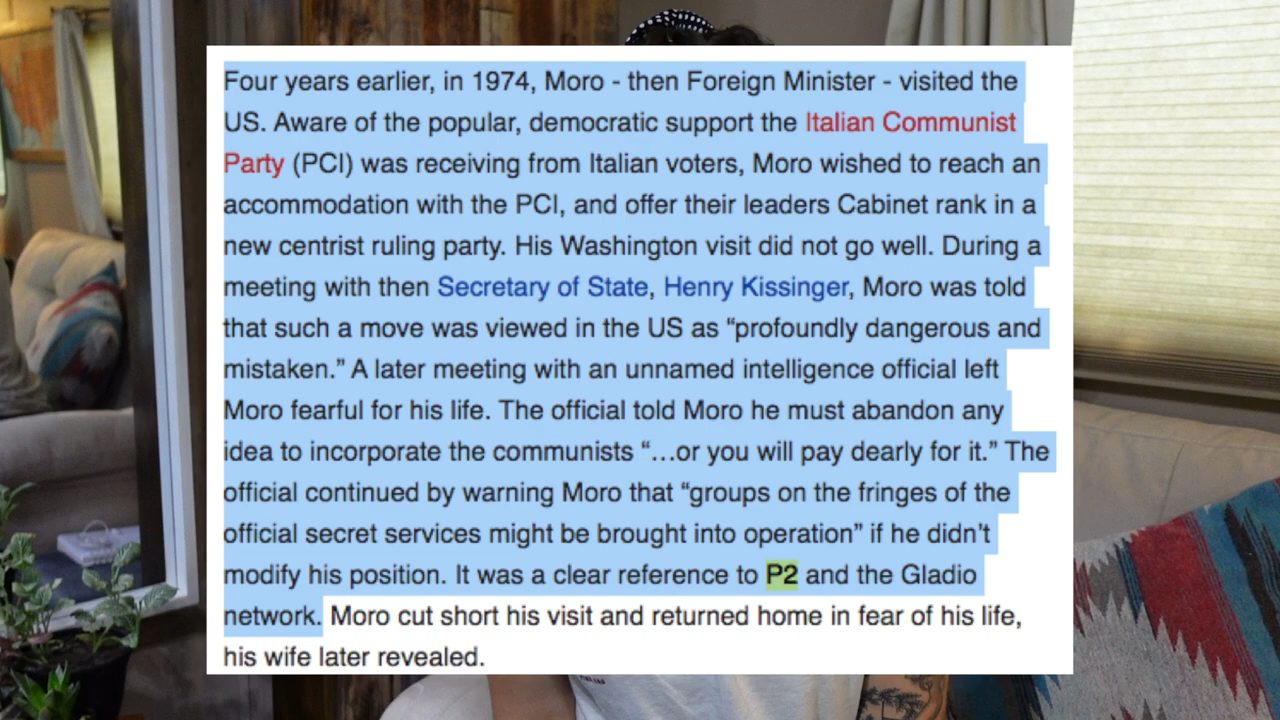 Four years earlier, in 1974, Moro - then Foreign Minister - visited the
US. Aware of the popular, democratic support the Italian Communist
Party (PCI) was receiving from Italian voters, Moro wished to reach an
accommodation with the PCI, and offer their leaders Cabinet rank in a
new centrist ruling party. His Washington visit did not go well. During a
meeting with then Secretary of State, Henry Kissinger, Moro was told
that such a move was viewed in the US as “profoundly dangerous and
mistaken.” A later meeting with an unnamed intelligence official left
Moro fearful for his life. The official told Moro he must abandon any
idea to incorporate the communists “…or you will pay dearly for it.” The
official continued by warning Moro that “groups on the fringes of the
official secret services might be brought into operation” if he didn’t
modify his position. It was a clear reference to P2 and the Gladio
network. Moro cut short his visit and returned home in fear of his life,
his wife later revealed.